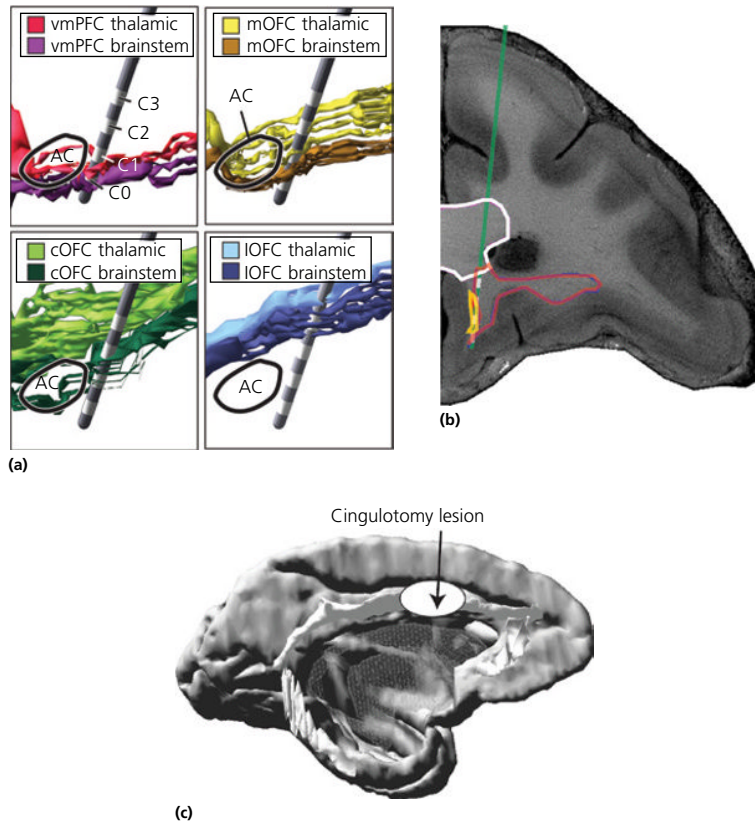 vmPFC thalamic
vmPFC brainstem
C3
C2
AC
C1
C0
mOFC thalamic
mOFC brainstem
AC
cOFC thalamic
cOFC brainstem
AC
lOFC thalamic
lOFC brainstem
AC
(a)
(b)
Cingulotomy lesion
(c)